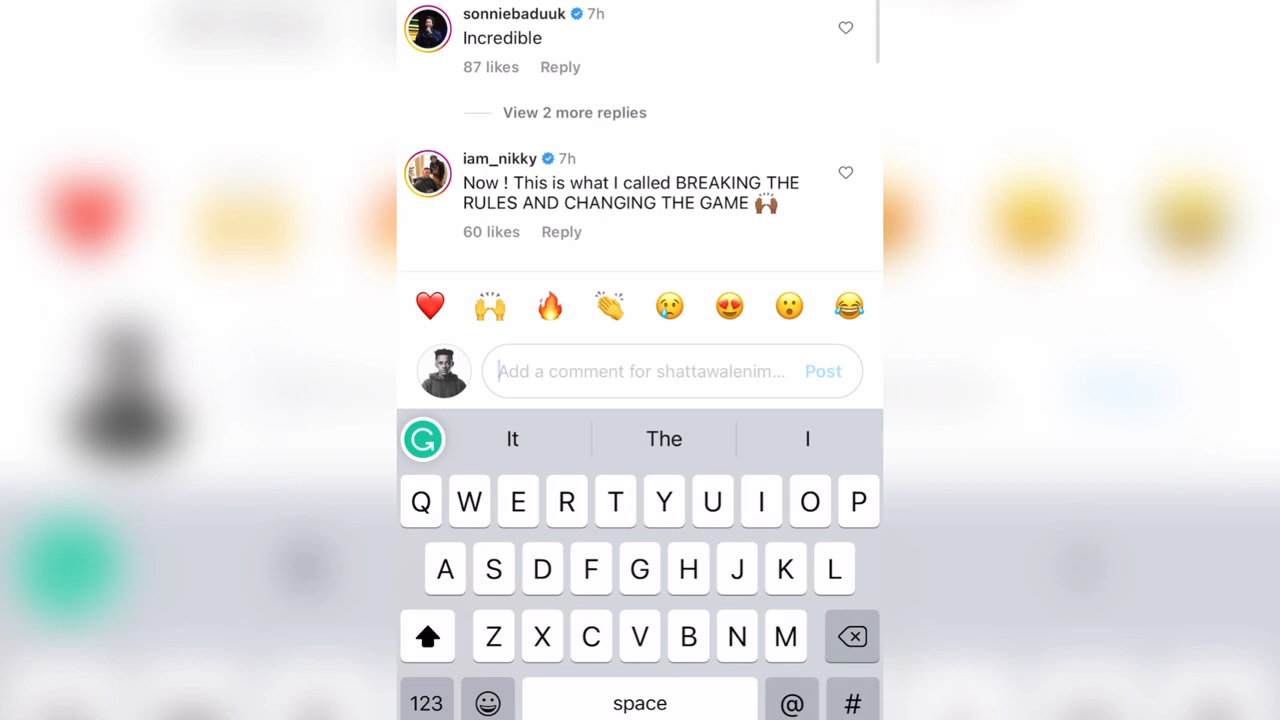 sonniebaduuk 7h
Incredible
87 likes Reply
View 2 more replies
iam_nikky 7h
Now ! This is what I called BREAKING THE
RULES AND CHANGING THE GAME 🙌🏾
60 likes Reply
❤️ 🙌 🔥 👏 😢 😍 😮 😂
Add a comment for shattawalenim... Post
It The I
Q W E R T Y U I O P
A S D F G H J K L
Z X C V B N M
123 space @ #